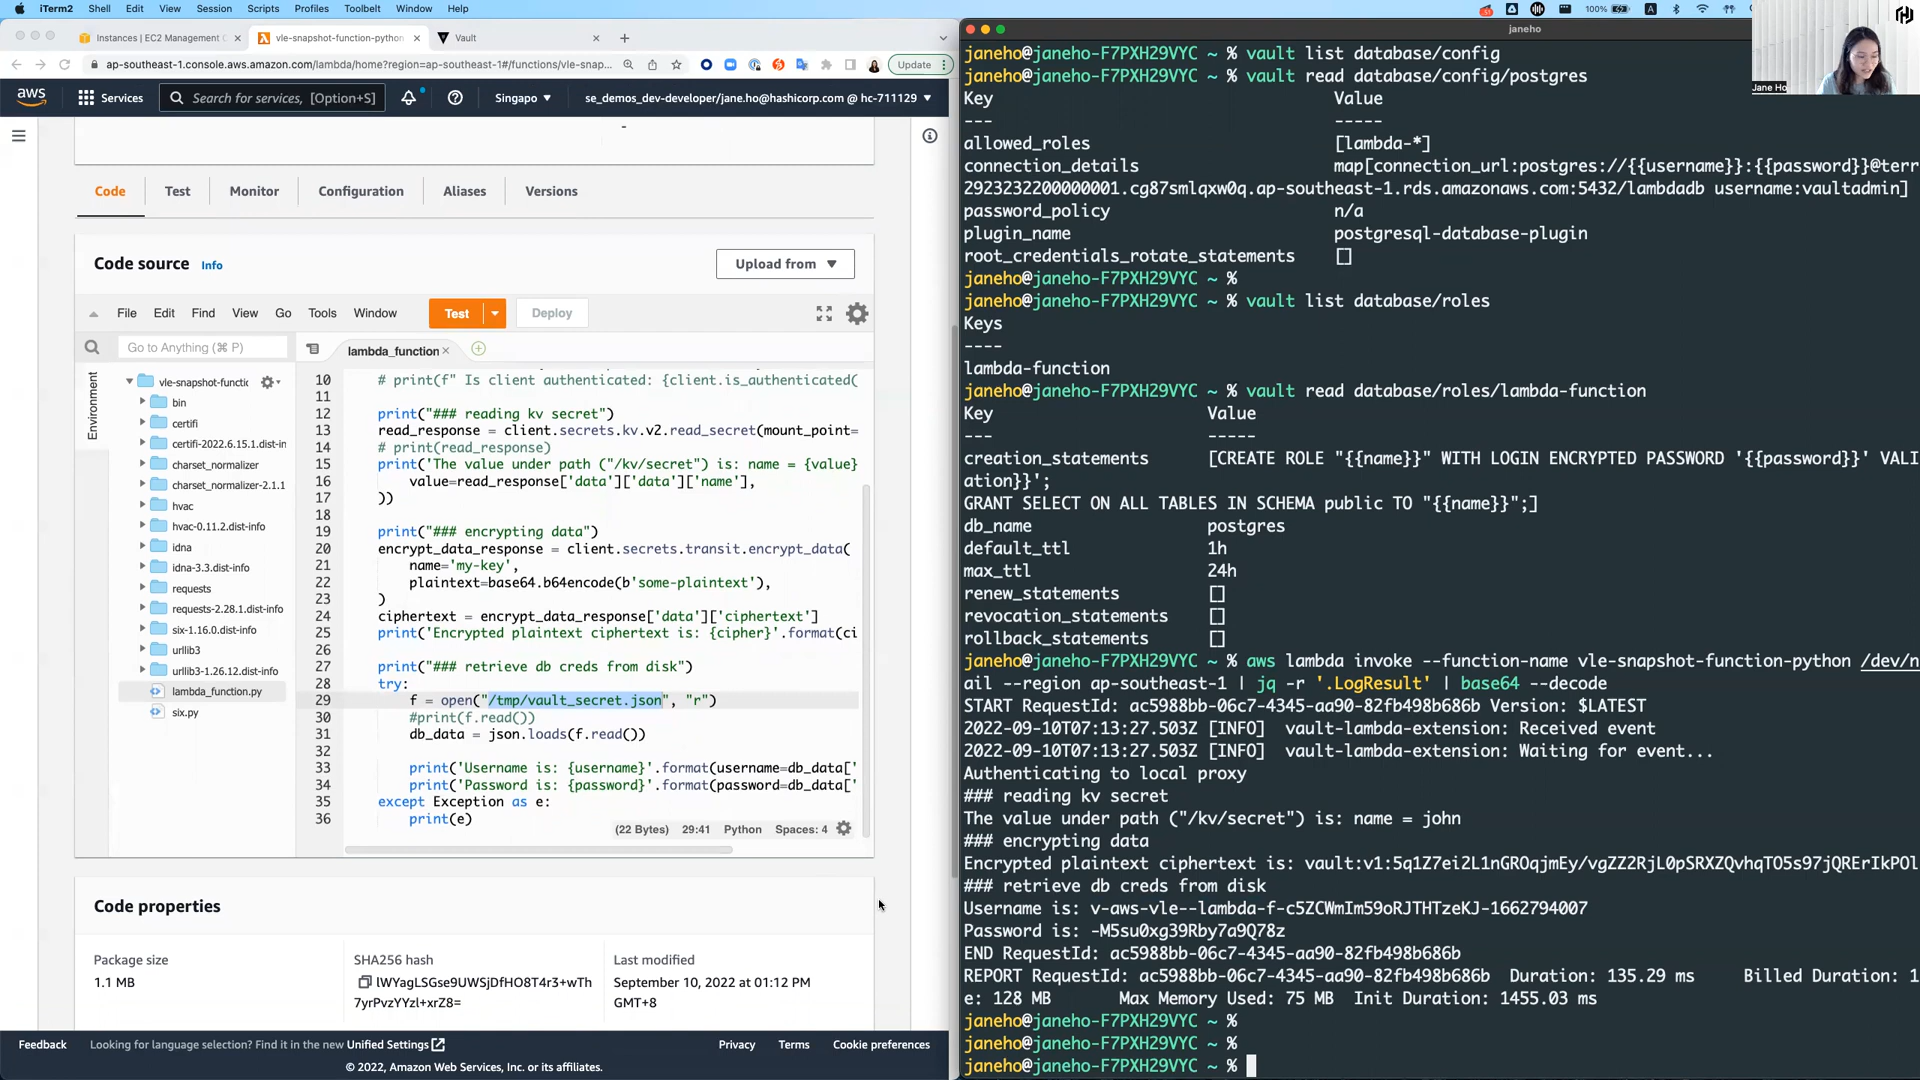 iTerm2 Shell Edit View Session Scripts Profiles Toolbelt Window Help
100%
A
Instances | EC2 Management C
vle-snapshot-function-python
Vault
ap-southeast-1.console.aws.amazon.com/lambda/home?region=ap-southeast-1#/functions/vle-snap...
Update
aws
Services
Search for services, [Option+S]
Singapo
se_demos_dev-developer/jane.ho@hashicorp.com @ hc-711129
-
Code
Test
Monitor
Configuration
Aliases
Versions
Code source
Info
Upload from
File Edit Find View Go Tools Window
Test
Deploy
Go to Anything (⌘ P)
lambda_function
Environment
vle-snapshot-functic
bin
certifi
certifi-2022.6.15.1.dist-in
charset_normalizer
charset_normalizer-2.1.1
hvac
hvac-0.11.2.dist-info
idna
idna-3.3.dist-info
requests
requests-2.28.1.dist-info
six-1.16.0.dist-info
urllib3
urllib3-1.26.12.dist-info
lambda_function.py
six.py
10 # print(f" Is client authenticated: {client.is_authenticated(
11
12 print("### reading kv secret")
13 read_response = client.secrets.kv.v2.read_secret(mount_point=
14 # print(read_response)
15 print('The value under path ("/kv/secret") is: name = {value}
16 value=read_response['data']['data']['name'],
17 ))
18
19 print("### encrypting data")
20 encrypt_data_response = client.secrets.transit.encrypt_data(
21 name='my-key',
22 plaintext=base64.b64encode(b'some-plaintext'),
23 )
24 ciphertext = encrypt_data_response['data']['ciphertext']
25 print('Encrypted plaintext ciphertext is: {cipher}'.format(ci
26
27 print("### retrieve db creds from disk")
28 try:
29 f = open("/tmp/vault_secret.json", "r")
30 #print(f.read())
31 db_data = json.loads(f.read())
32
33 print('Username is: {username}'.format(username=db_data['
34 print('Password is: {password}'.format(password=db_data['
35 except Exception as e:
36 print(e)
(22 Bytes) 29:41 Python Spaces: 4
Code properties
Package size
1.1 MB
SHA256 hash
lWYagLSGse9UWSjDfHO8T4r3+wTh
7yrPvzYYzl+xrZ8=
Last modified
September 10, 2022 at 01:12 PM
GMT+8
Feedback
Looking for language selection? Find it in the new Unified Settings
Privacy
Terms
Cookie preferences
© 2022, Amazon Web Services, Inc. or its affiliates.
janeho
Jane Ho
janeho@janeho-F7PXH29VYC ~ % vault list database/config
janeho@janeho-F7PXH29VYC ~ % vault read database/config/postgres
Key Value
--- -----
allowed_roles [lambda-*]
connection_details map[connection_url:postgres://{{username}}:{{password}}@terr
2923232200000001.cg87smlqxw0q.ap-southeast-1.rds.amazonaws.com:5432/lambdadb username:vaultadmin]
password_policy n/a
plugin_name postgresql-database-plugin
root_credentials_rotate_statements []
janeho@janeho-F7PXH29VYC ~ %
janeho@janeho-F7PXH29VYC ~ % vault list database/roles
Keys
----
lambda-function
janeho@janeho-F7PXH29VYC ~ % vault read database/roles/lambda-function
Key Value
--- -----
creation_statements [CREATE ROLE "{{name}}" WITH LOGIN ENCRYPTED PASSWORD '{{password}}' VALI
ation}}';
GRANT SELECT ON ALL TABLES IN SCHEMA public TO "{{name}}";]
db_name postgres
default_ttl 1h
max_ttl 24h
renew_statements []
revocation_statements []
rollback_statements []
janeho@janeho-F7PXH29VYC ~ % aws lambda invoke --function-name vle-snapshot-function-python /dev/n
ail --region ap-southeast-1 | jq -r '.LogResult' | base64 --decode
START RequestId: ac5988bb-06c7-4345-aa90-82fb498b686b Version: $LATEST
2022-09-10T07:13:27.503Z [INFO] vault-lambda-extension: Received event
2022-09-10T07:13:27.503Z [INFO] vault-lambda-extension: Waiting for event...
Authenticating to local proxy
### reading kv secret
The value under path ("/kv/secret") is: name = john
### encrypting data
Encrypted plaintext ciphertext is: vault:v1:5q1Z7ei2L1nGROqjmEy/vgZZ2RjL0pSRXZQvhqTO5s97jQRErIkPOl
### retrieve db creds from disk
Username is: v-aws-vle--lambda-f-c5ZCWmIm59oRJTHTzeKJ-1662794007
Password is: -M5su0xg39Rby7a9Q78z
END RequestId: ac5988bb-06c7-4345-aa90-82fb498b686b
REPORT RequestId: ac5988bb-06c7-4345-aa90-82fb498b686b Duration: 135.29 ms Billed Duration: 1
e: 128 MB Max Memory Used: 75 MB Init Duration: 1455.03 ms
janeho@janeho-F7PXH29VYC ~ %
janeho@janeho-F7PXH29VYC ~ %
janeho@janeho-F7PXH29VYC ~ %